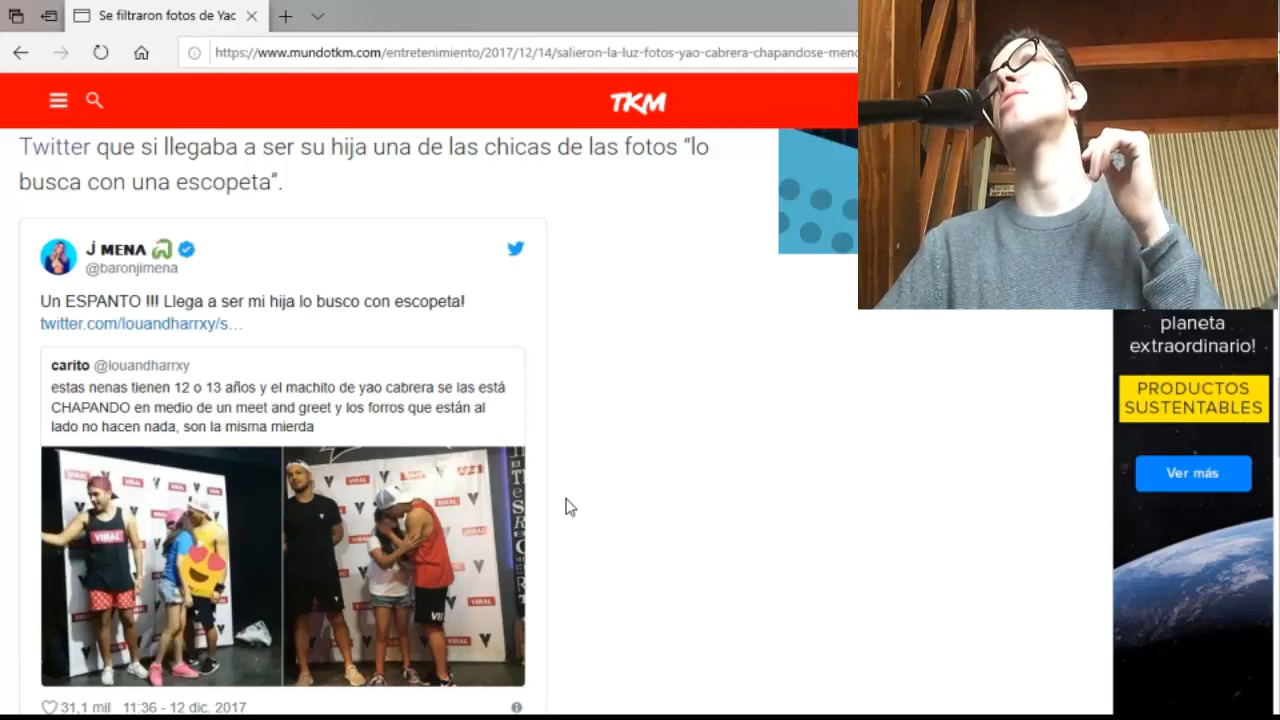 Se filtraron fotos de Yac
https://www.mundotkm.com/entretenimiento/2017/12/14/salieron-la-luz-fotos-yao-cabrera-chapandose-meno
TKM
Twitter que si llegaba a ser su hija una de las chicas de las fotos “lo
busca con una escopeta”.
J MENA
@baronjimena
Un ESPANTO !!! Llega a ser mi hija lo busco con escopeta!
twitter.com/louandharrxy/s…
carito @louandharrxy
estas nenas tienen 12 o 13 años y el machito de yao cabrera se las está
CHAPANDO en medio de un meet and greet y los forros que están al
lado no hacen nada, son la misma mierda
VIRAL
VIRAL
VIRAL
VIRAL
31,1 mil 11:36 - 12 dic. 2017
planeta
extraordinario!
PRODUCTOS
SUSTENTABLES
Ver más